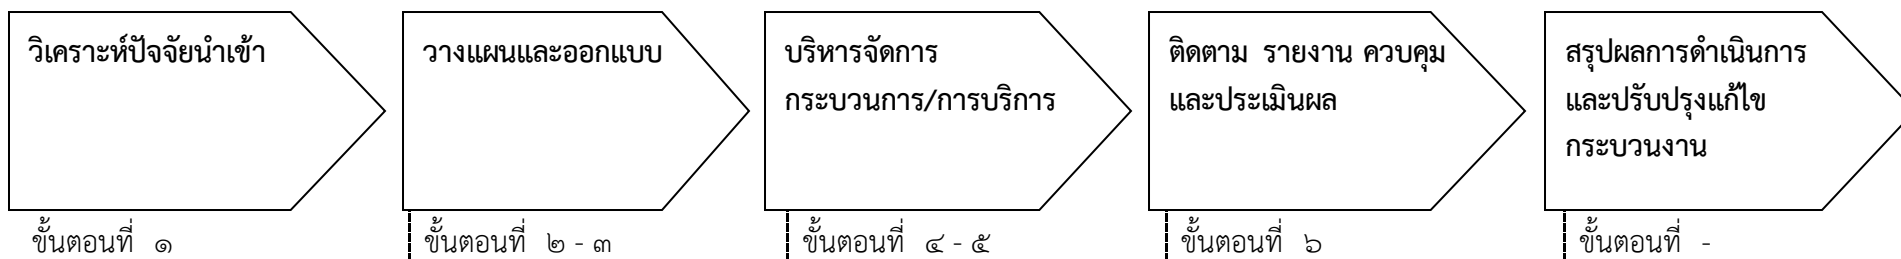 วิเคราะห์ปัจจัยนำเข้า
วางแผนและออกแบบ
บริหารจัดการ
กระบวนการ/การบริการ
ติดตาม รายงาน ควบคุม
และประเมินผล
สรุปผลการดำเนินการ
และปรับปรุงแก้ไข
กระบวนงาน
ขั้นตอนที่ ๑
ขั้นตอนที่ ๒ - ๓
ขั้นตอนที่ ๔ - ๕
ขั้นตอนที่ ๖
ขั้นตอนที่ -